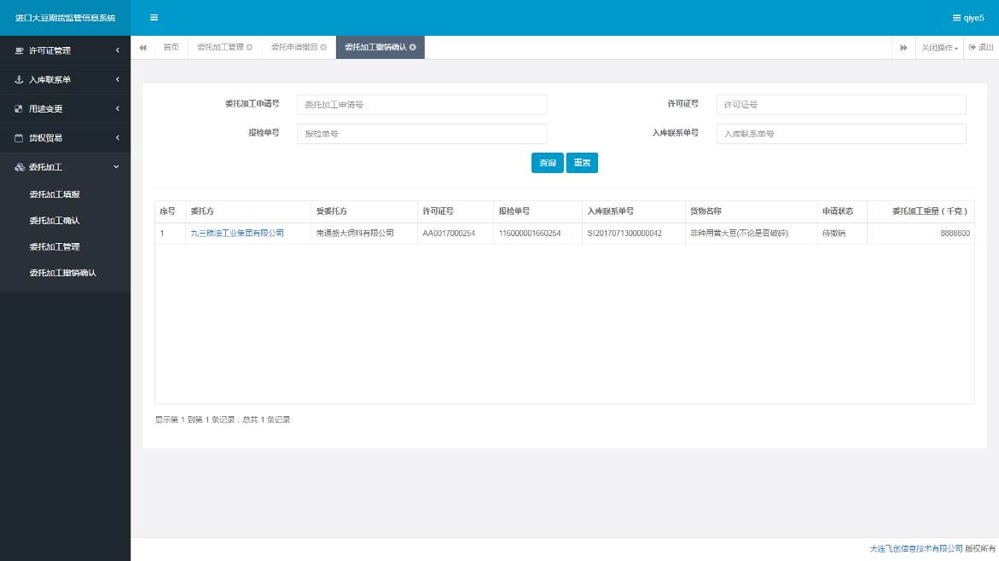 进口大豆期货监管信息系统
qiye5
许可证管理
入库联系单
用途变更
货权贸易
委托加工
委托加工填报
委托加工确认
委托加工管理
委托加工撤销确认
首页 委托加工管理 委托申请撤回 委托加工撤销确认 关闭操作 退出
委托加工申请号 委托加工申请号 许可证号 许可证号
报检单号 报检单号 入库联系单号 入库联系单号
查询 重置
序号 委托方 受委托方 许可证号 报检单号 入库联系单号 货物名称 申请状态 委托加工重量（千克）
1 九三粮油工业集团有限公司 南通盛大饲料有限公司 AA0017000254 116000001660254 SI2017071300000042 非种用黄大豆(不论是否破碎) 待撤销 8888800
显示第 1 到第 1 条记录，总共 1 条记录
大连飞创信息技术有限公司 版权所有